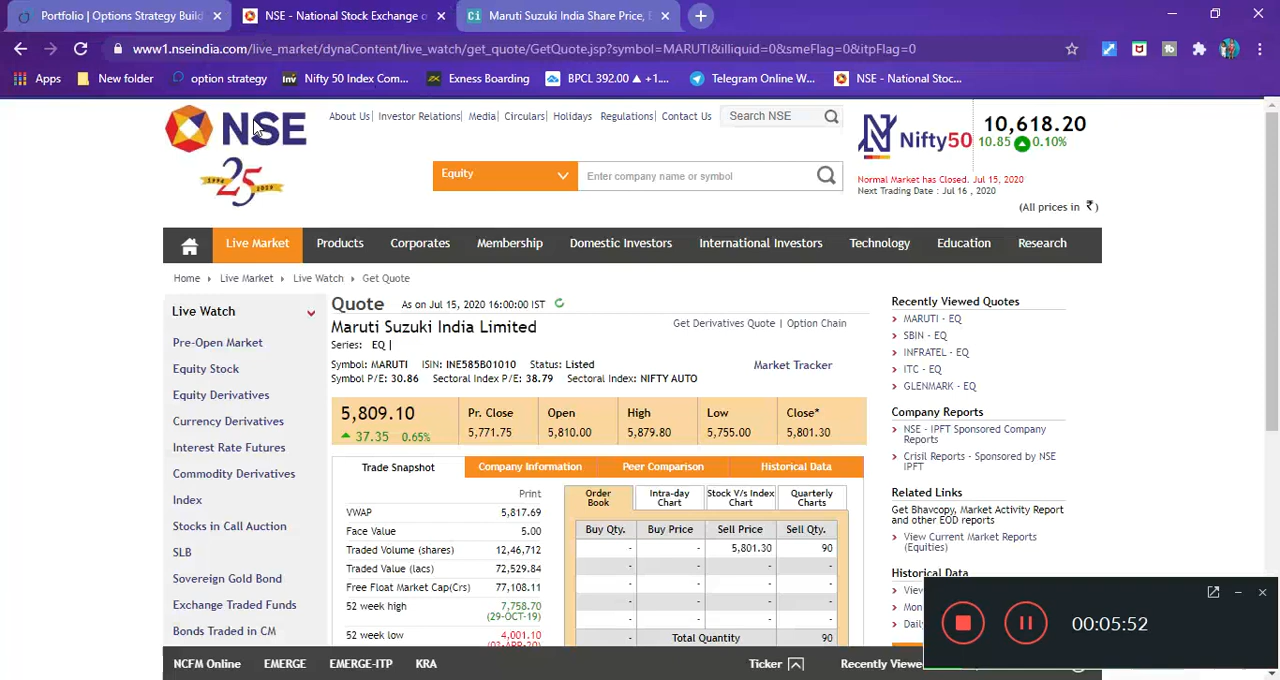 Portfolio | Options Strategy Build
NSE - National Stock Exchange o
Ci Maruti Suzuki India Share Price,
www1.nseindia.com/live_market/dynaContent/live_watch/get_quote/GetQuote.jsp?symbol=MARUTI&illiquid=0&smeFlag=0&itpFlag=0
Apps New folder option strategy inv Nifty 50 Index Com... Exness Boarding BPCL 392.00 ▲ +1.... Telegram Online W... NSE - National Stoc...
NSE
1994 25 2019
About Us| Investor Relations| Media| Circulars| Holidays Regulations| Contact Us Search NSE
Equity Enter company name or symbol
Nifty50 10,618.20
10.85 0.10%
Normal Market has Closed. Jul 15, 2020
Next Trading Date : Jul 16 , 2020
(All prices in ₹)
Live Market Products Corporates Membership Domestic Investors International Investors Technology Education Research
Home Live Market Live Watch Get Quote
Live Watch
Pre-Open Market
Equity Stock
Equity Derivatives
Currency Derivatives
Interest Rate Futures
Commodity Derivatives
Index
Stocks in Call Auction
SLB
Sovereign Gold Bond
Exchange Traded Funds
Bonds Traded in CM
Quote As on Jul 15, 2020 16:00:00 IST
Maruti Suzuki India Limited
Get Derivatives Quote | Option Chain
Series: EQ |
Symbol: MARUTI ISIN: INE585B01010 Status: Listed
Market Tracker
Symbol P/E: 30.86 Sectoral Index P/E: 38.79 Sectoral Index: NIFTY AUTO
5,809.10 Pr. Close Open High Low Close*
37.35 0.65% 5,771.75 5,810.00 5,879.80 5,755.00 5,801.30
Trade Snapshot Company Information Peer Comparison Historical Data
Print
VWAP 5,817.69
Face Value 5.00
Traded Volume (shares) 12,46,712
Traded Value (lacs) 72,529.84
Free Float Market Cap(Crs) 77,108.11
52 week high 7,758.70
(29-OCT-19)
52 week low 4,001.10
Order Book
Intra-day Chart
Stock V/s Index Chart
Quarterly Charts
Buy Qty. Buy Price Sell Price Sell Qty.
- - 5,801.30 90
- - - -
- - - -
- - - -
- - - -
- Total Quantity 90
Recently Viewed Quotes
MARUTI - EQ
SBIN - EQ
INFRATEL - EQ
ITC - EQ
GLENMARK - EQ
Company Reports
NSE - IPFT Sponsored Company
Reports
Crisil Reports - Sponsored by NSE
IPFT
Related Links
Get Bhavcopy, Market Activity Report
and other EOD reports
View Current Market Reports
(Equities)
Historical Data
00:05:52
NCFM Online EMERGE EMERGE-ITP KRA Ticker Recently Viewe